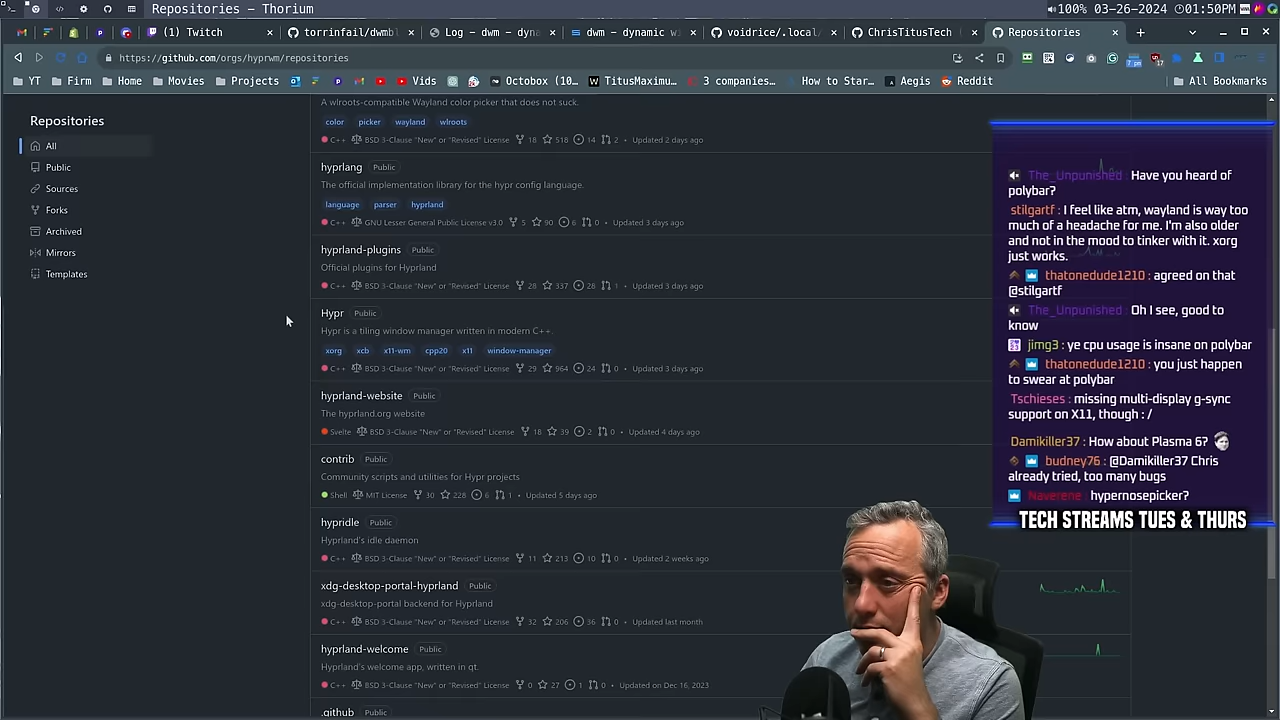 Repositories - Thorium
100% 03-26-2024 01:50PM
(1) Twitch
torrinfail/dwmbl
Log - dwm - dyna
dwm - dynamic wi
voidrice/.local/
ChrisTitusTech
Repositories
https://github.com/orgs/hyprwm/repositories
YT Firm Home Movies Projects Vids Octobox (10... TitusMaximu... 3 companies... How to Star... Aegis Reddit All Bookmarks
Repositories
All
Public
Sources
Forks
Archived
Mirrors
Templates
A wlroots-compatible Wayland color picker that does not suck.
color picker wayland wlroots
C++ BSD 3-Clause "New" or "Revised" License 18 518 14 2 • Updated 2 days ago
hyprlang Public
The official implementation library for the hypr config language.
language parser hyprland
C++ GNU Lesser General Public License v3.0 5 90 6 0 • Updated 3 days ago
hyprland-plugins Public
Official plugins for Hyprland
C++ BSD 3-Clause "New" or "Revised" License 28 337 26 1 • Updated 3 days ago
Hypr Public
Hypr is a tiling window manager written in modern C++.
xorg xcb x11-wm cpp20 x11 window-manager
C++ BSD 3-Clause "New" or "Revised" License 29 964 24 0 • Updated 3 days ago
hyprland-website Public
The hyprland.org website
Svelte BSD 3-Clause "New" or "Revised" License 18 39 2 0 • Updated 4 days ago
contrib Public
Community scripts and utilities for Hypr projects
Shell MIT License 30 228 6 1 • Updated 5 days ago
hypridle Public
Hyprland's idle daemon
C++ BSD 3-Clause "New" or "Revised" License 11 213 10 0 • Updated 2 weeks ago
xdg-desktop-portal-hyprland Public
xdg-desktop-portal backend for Hyprland
C++ BSD 3-Clause "New" or "Revised" License 32 206 36 0 • Updated last month
hyprland-welcome Public
Hyprland's welcome app, written in qt.
C++ BSD 3-Clause "New" or "Revised" License 0 27 1 0 • Updated on Dec 16, 2023
.github Public
The_Unpunished : Have you heard of
polybar?
stilgartf : I feel like atm, wayland is way too
much of a headache for me. I'm also older
and not in the mood to tinker with it. xorg
just works.
thatonedude1210 : agreed on that
@stilgartf
The_Unpunished : Oh I see, good to
know
jimg3 : ye cpu usage is insane on polybar
thatonedude1210 : you just happen
to swear at polybar
Tschieses : missing multi-display g-sync
support on X11, though : /
Damikiller37 : How about Plasma 6?
budney76 : @Damikiller37 Chris
already tried, too many bugs
Naverene : hypernosepicker?
TECH STREAMS TUES & THURS